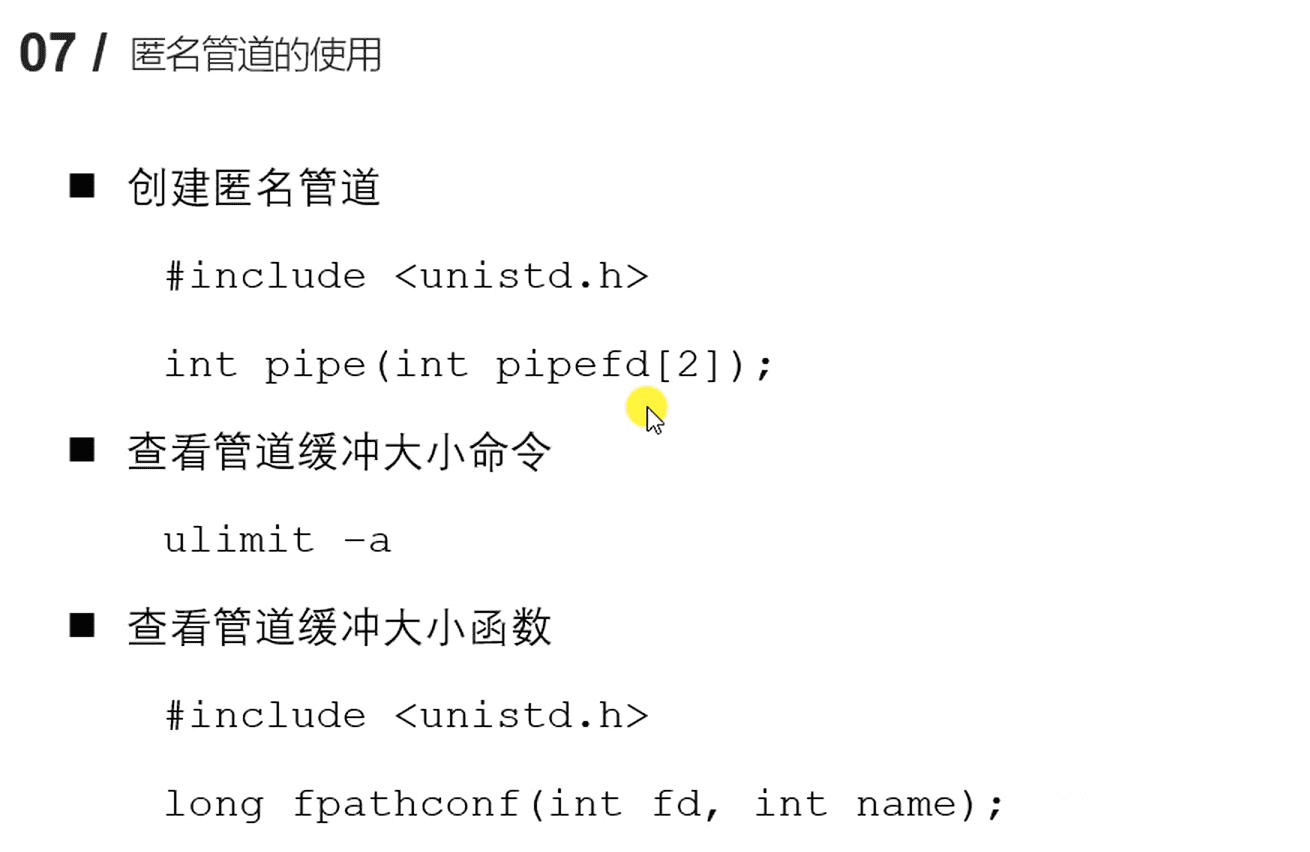 07 / 匿名管道的使用
■ 创建匿名管道
#include <unistd.h>
int pipe(int pipefd[2]);
■ 查看管道缓冲大小命令
ulimit –a
■ 查看管道缓冲大小函数
#include <unistd.h>
long fpathconf(int fd, int name);